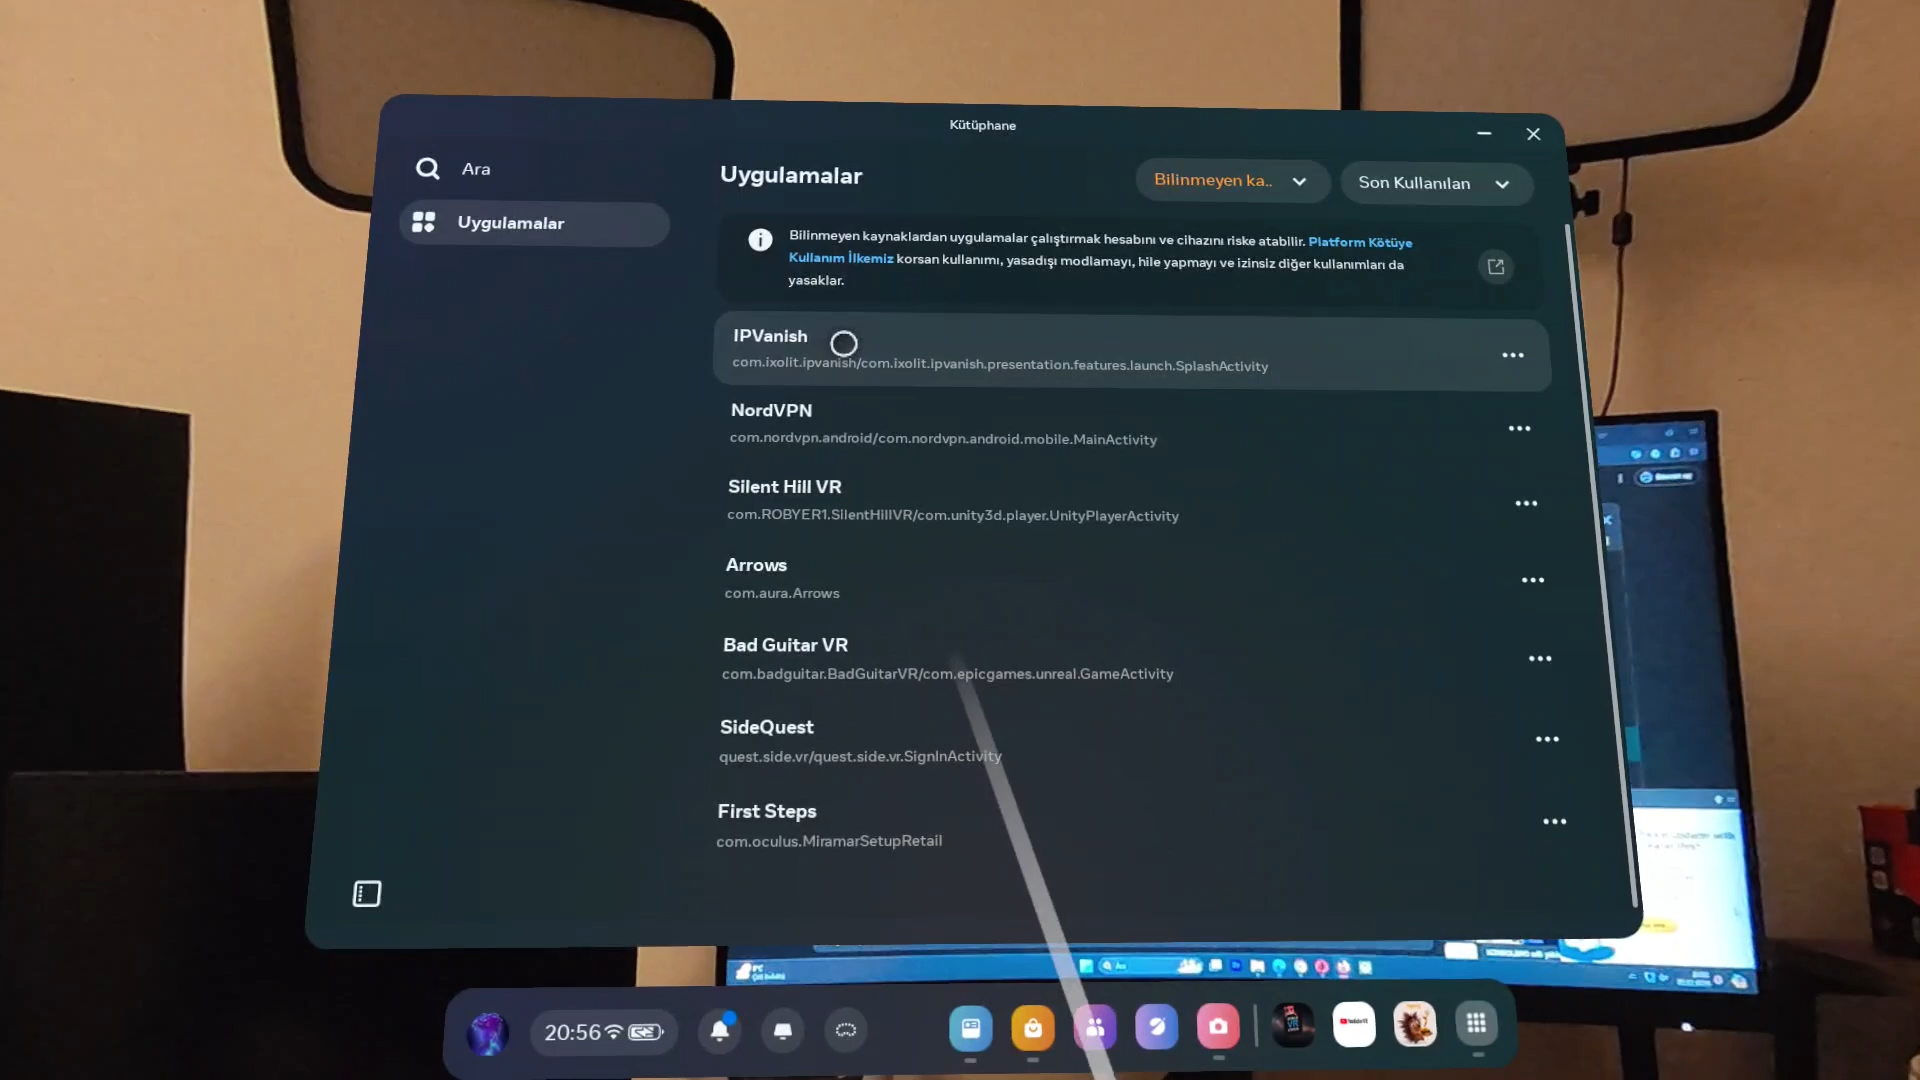 Kütüphane
Ara
Uygulamalar
Uygulamalar
Bilinmeyen ka..
Son Kullanılan
Bilinmeyen kaynaklardan uygulamalar çalıştırmak hesabını ve cihazını riske atabilir. Platform Kötüye
Kullanım İlkemiz korsan kullanımı, yasadışı modlamayı, hile yapmayı ve izinsiz diğer kullanımları da
yasaklar.
IPVanish
com.ixolit.ipvanish/com.ixolit.ipvanish.presentation.features.launch.SplashActivity
NordVPN
com.nordvpn.android/com.nordvpn.android.mobile.MainActivity
Silent Hill VR
com.ROBYER1.SilentHillVR/com.unity3d.player.UnityPlayerActivity
Arrows
com.aura.Arrows
Bad Guitar VR
com.badguitar.BadGuitarVR/com.epicgames.unreal.GameActivity
SideQuest
quest.side.vr/quest.side.vr.SignInActivity
First Steps
com.oculus.MiramarSetupRetail
20:56